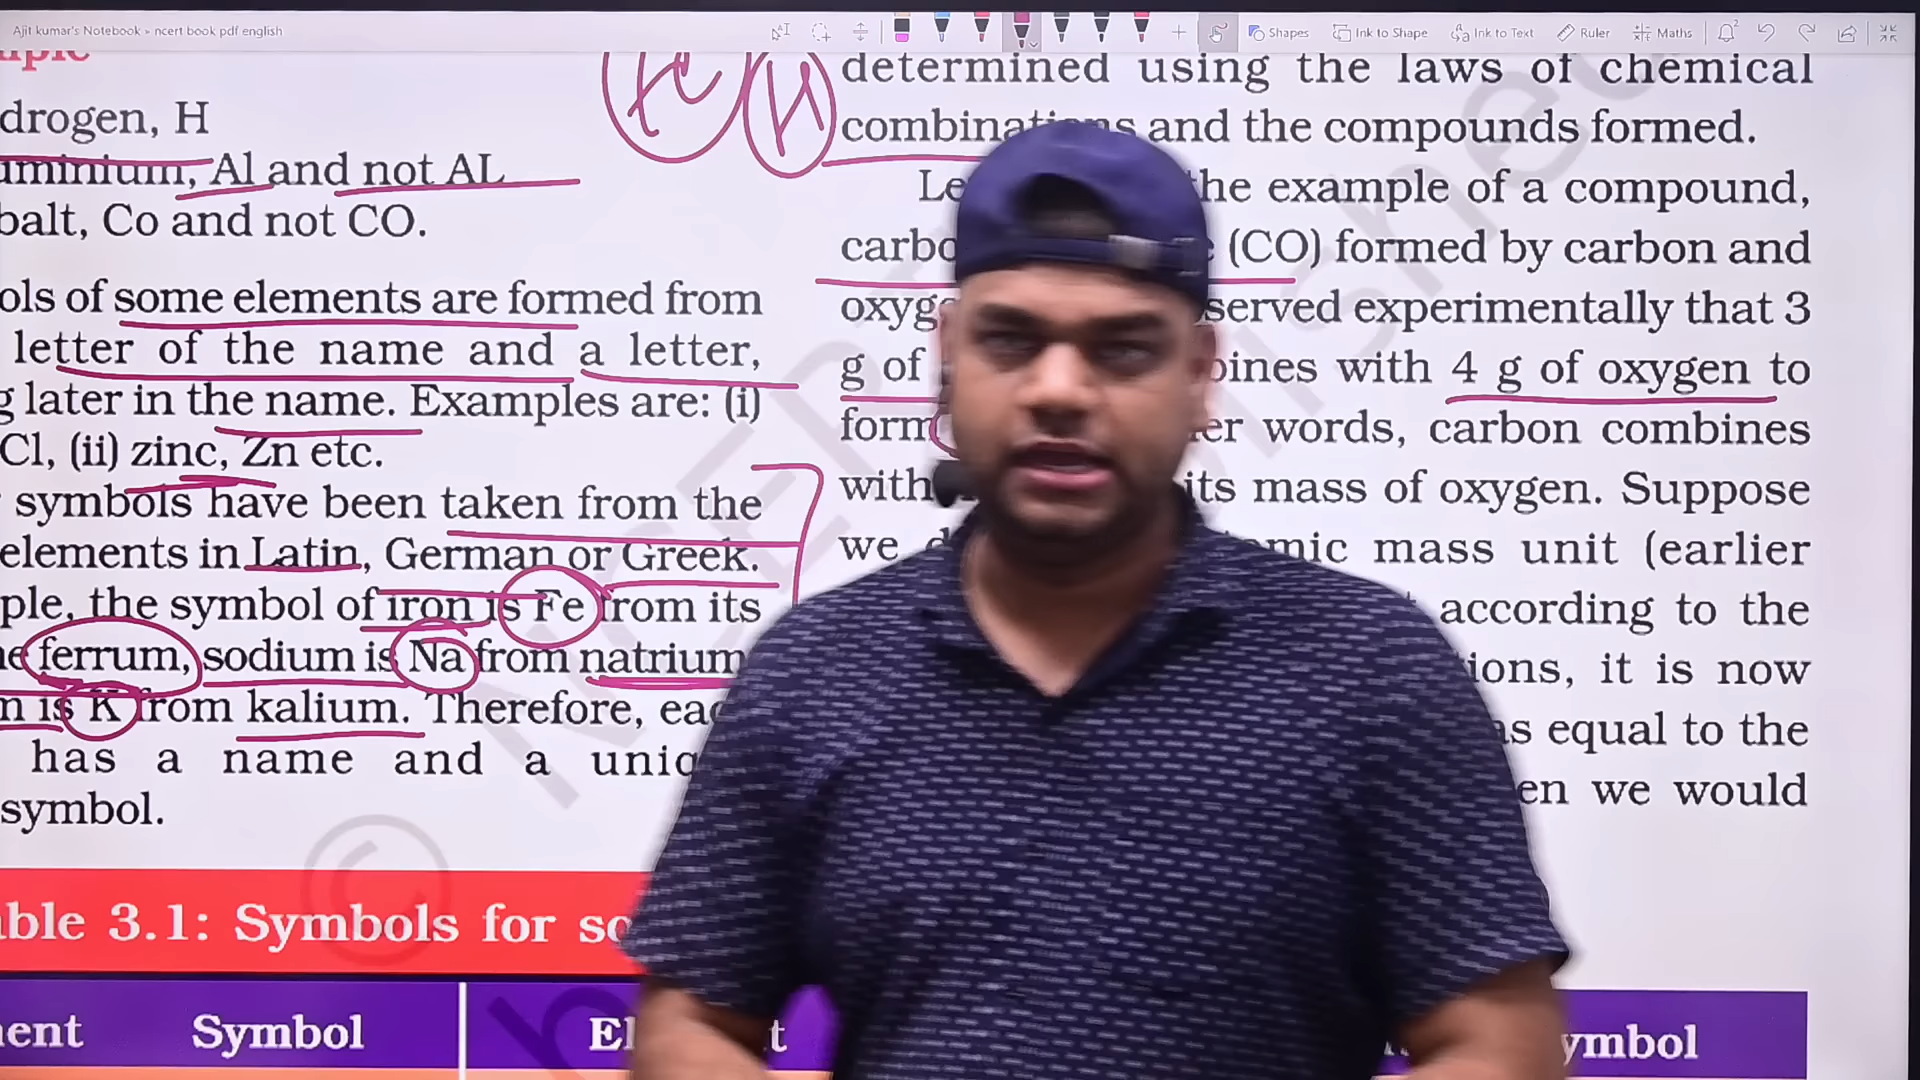 Ajit kumar's Notebook » ncert book pdf english
Shapes
Ink to Shape
Ink to Text
Ruler
Maths
drogen, H
uminium, Al and not AL
balt, Co and not CO.
ols of some elements are formed from
letter of the name and a letter,
g later in the name. Examples are: (i)
Cl, (ii) zinc, Zn etc.
symbols have been taken from the
elements in Latin, German or Greek.
ple, the symbol of iron is Fe from its
ferrum, sodium is Na from natrium
n is K from kalium. Therefore, eac
has a name and a uniq
symbol.
Fe H
determined using the laws of chemical
combinations and the compounds formed.
Le the example of a compound,
carbo (CO) formed by carbon and
oxyg served experimentally that 3
g of bines with 4 g of oxygen to
form er words, carbon combines
with its mass of oxygen. Suppose
we omic mass unit (earlier
according to the
ions, it is now
as equal to the
en we would
able 3.1: Symbols for so
ment Symbol El t ymbol
© NCERT